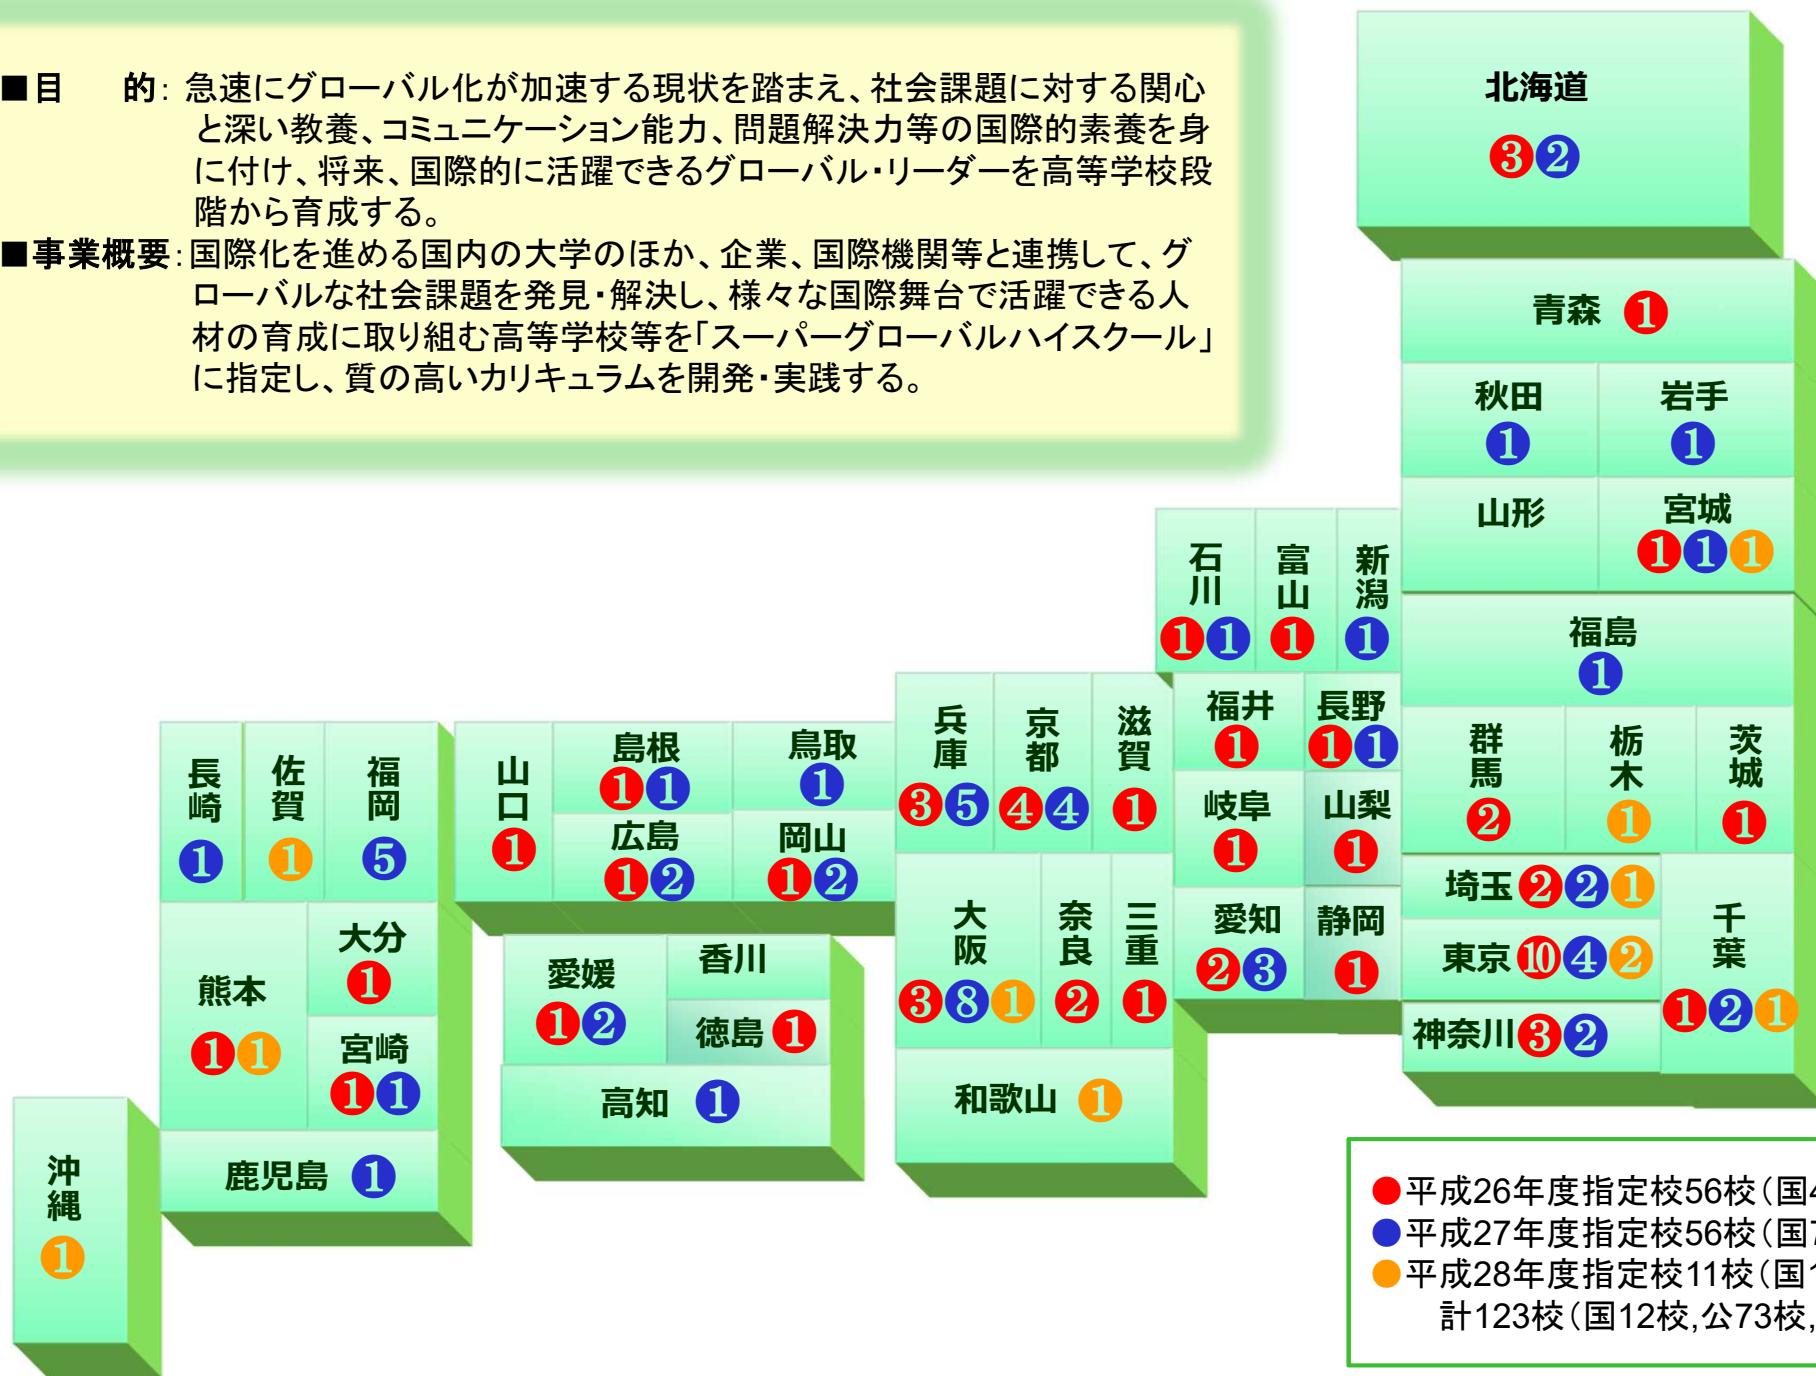 ■目　　的：急速にグローバル化が加速する現状を踏まえ、社会課題に対する関心
と深い教養、コミュニケーション能力、問題解決力等の国際的素養を身
に付け、将来、国際的に活躍できるグローバル・リーダーを高等学校段
階から育成する。
■事業概要：国際化を進める国内の大学のほか、企業、国際機関等と連携して、グ
ローバルな社会課題を発見・解決し、様々な国際舞台で活躍できる人
材の育成に取り組む高等学校等を「スーパーグローバルハイスクール」
に指定し、質の高いカリキュラムを開発・実践する。
北海道
3 2
青森 1
秋田
1
岩手
1
山形
宮城
1 1 1
福島
1
石川
1 1
富山
1
新潟
1
福井
1
長野
1 1
岐阜
1
山梨
1
愛知
2 3
静岡
1
群馬
2
栃木
1
茨城
1
埼玉 2 2 1
東京 10 4 2
神奈川 3 2
千葉
1 2 1
兵庫
3 5
京都
4 4
滋賀
1
大阪
3 8 1
奈良
2
三重
1
和歌山 1
山口
1
島根
1 1
鳥取
1
広島
1 2
岡山
1 2
愛媛
1 2
香川
徳島 1
高知 1
長崎
1
佐賀
1
福岡
5
熊本
1 1
大分
1
宮崎
1 1
鹿児島 1
沖縄
1
●平成26年度指定校56校（国4
●平成27年度指定校56校（国7
●平成28年度指定校11校（国1
計123校（国12校,公73校,